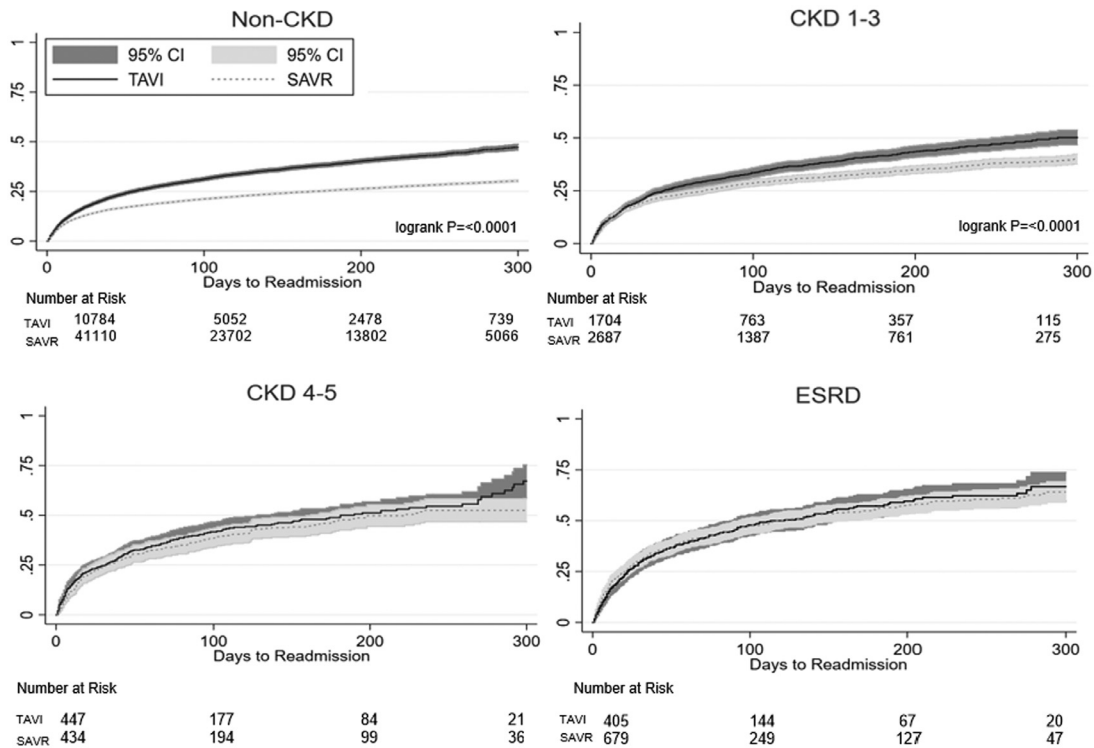 Non-CKD
95% CI 95% CI
TAVI SAVR
1
.75
.5
.25
0
logrank P=<0.0001
0 100 200 300
Days to Readmission
Number at Risk
TAVI 10784 5052 2478 739
SAVR 41110 23702 13802 5066
CKD 1-3
1
.75
.5
.25
0
logrank P=<0.0001
0 100 200 300
Days to Readmission
Number at Risk
TAVI 1704 763 357 115
SAVR 2687 1387 761 275
CKD 4-5
1
.75
.5
.25
0
0 100 200 300
Days to Readmission
Number at Risk
TAVI 447 177 84 21
SAVR 434 194 99 36
ESRD
1
.75
.5
.25
0
0 100 200 300
Days to Readmission
Number at Risk
TAVI 405 144 67 20
SAVR 679 249 127 47